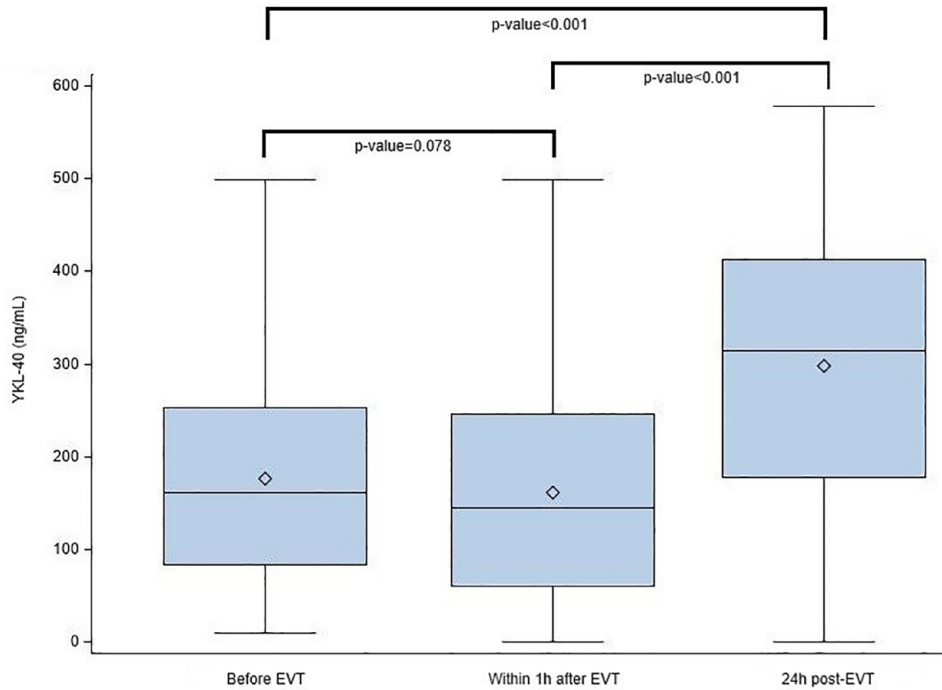 p-value<0.001
p-value<0.001
p-value=0.078
600
500
400
300
200
100
0
YKL-40 (ng/mL)
Before EVT
Within 1h after EVT
24h post-EVT